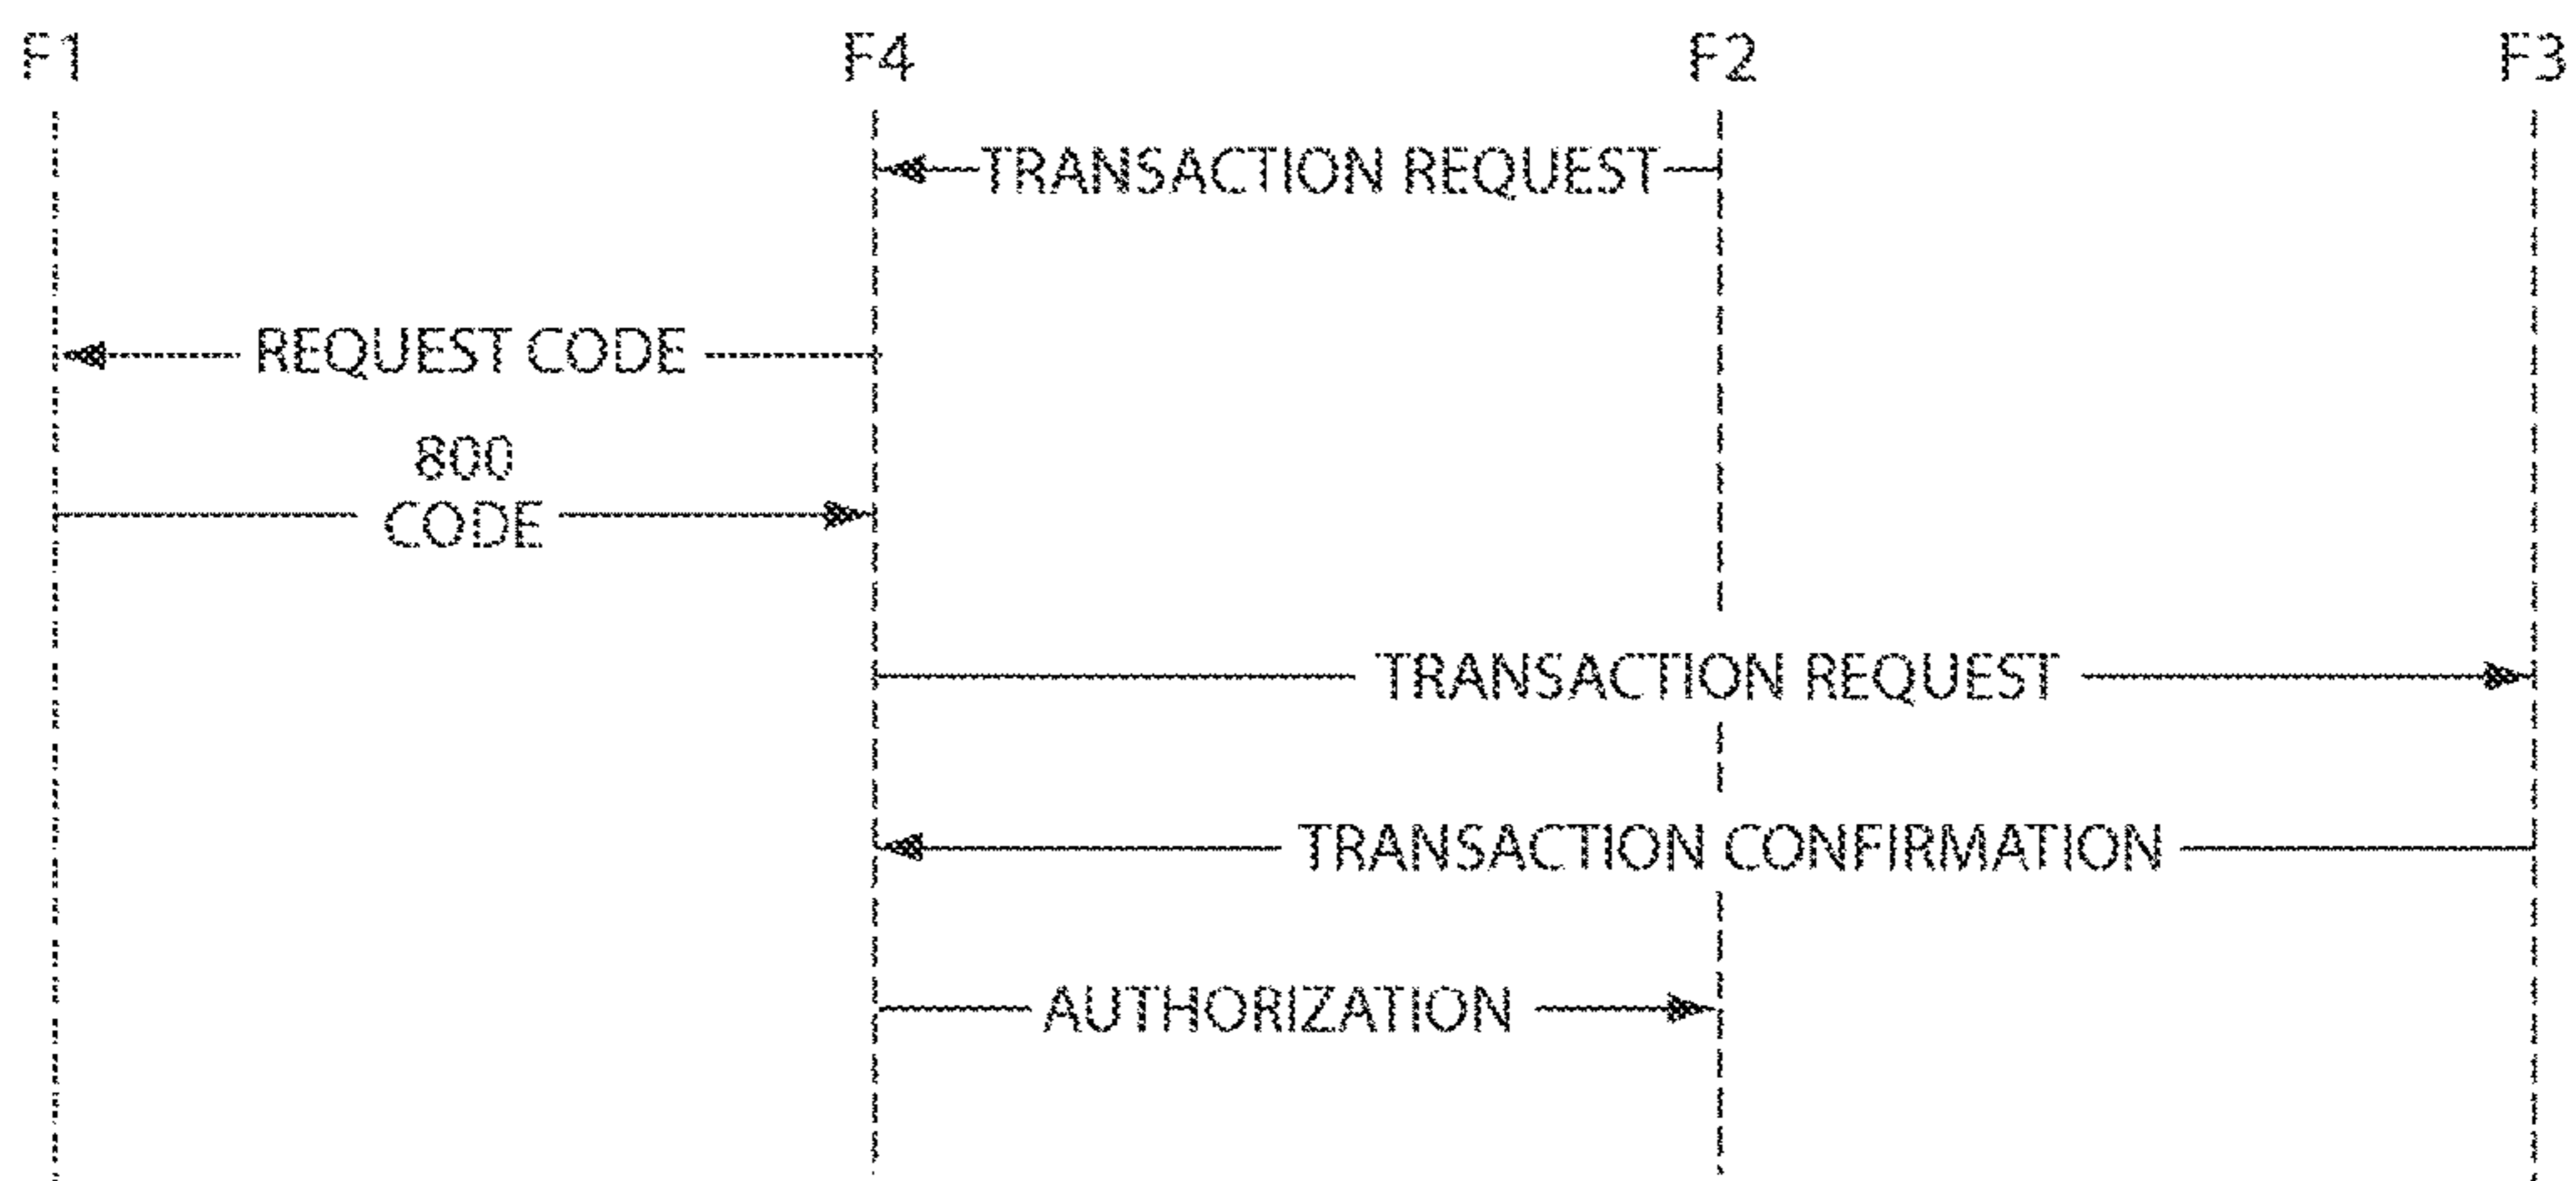 F1 F4 F2 F3
TRANSACTION REQUEST
REQUEST CODE
800
CODE
TRANSACTION REQUEST
TRANSACTION CONFIRMATION
AUTHORIZATION